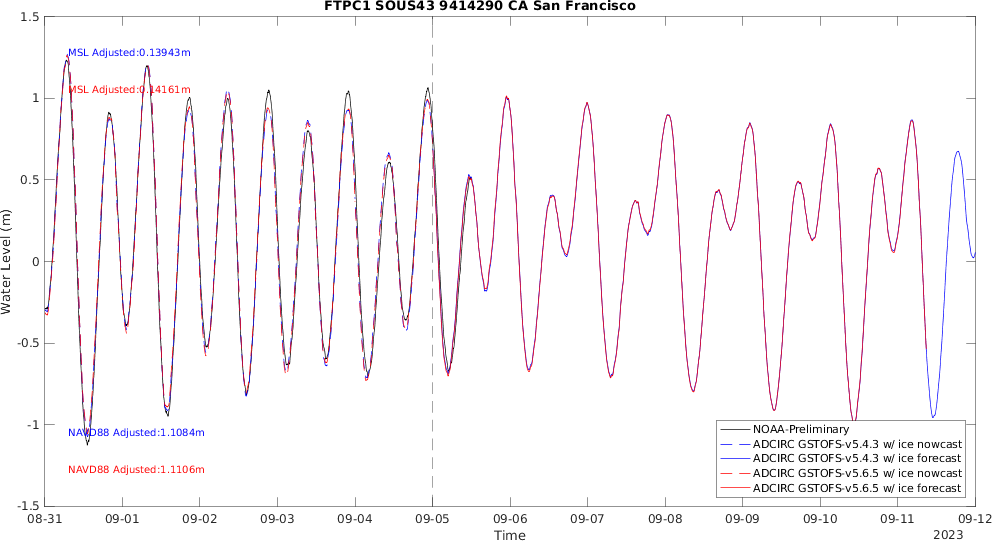 FTPC1 SOUS43 9414290 CA San Francisco
1.5
MSL Adjusted:0.13943m
MSL Adjusted:0.14161m
1
0.5
Water Level (m)
0
-0.5
-1
NAVD88 Adjusted:1.1084m
NAVD88 Adjusted:1.1106m
-1.5
NOAA-Preliminary
ADCIRC GSTOFS-v5.4.3 w/ ice nowcast
ADCIRC GSTOFS-v5.4.3 w/ ice forecast
ADCIRC GSTOFS-v5.6.5 w/ ice nowcast
ADCIRC GSTOFS-v5.6.5 w/ ice forecast
08-31 09-01 09-02 09-03 09-04 09-05 09-06 09-07 09-08 09-09 09-10 09-11 09-12
Time
2023